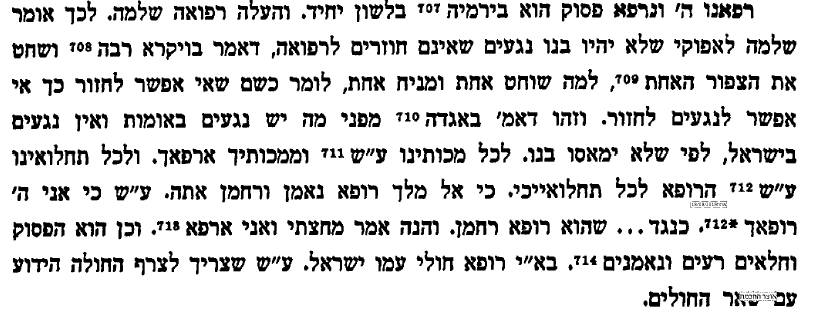 רפאנו ה׳ ונרפא פסוק הוא בירמיה 707 בלשון יחיד. והעלה רפואה שלמה. לכך אומר
שלמה לאפוקי שלא יהיו בנו נגעים שאינם חוזרים לרפואה, דאמר בויקרא רבה 708 ושחט
את הצפור האחת 709, למה שוחט אחת ומניח אחת, לומר כשם שאי אפשר לחזור כך אי
אפשר לנגעים לחזור. וזהו דאמ׳ באגדה 710 מפני מה יש נגעים באומות ואין נגעים
בישראל, לפי שלא ימאסו בנו. לכל מכותינו ע״ש 711 וממכותיך ארפאך. ולכל תחלואינו
ע״ש 712 הרופא לכל תחלואייכי. כי אל מלך רופא נאמן ורחמן אתה. ע״ש כי אני ה׳
רופאך *712. כנגד... שהוא רופא רחמן. והנה אמר מחצתי ואני ארפא 713. וכן הוא הפסוק
וחלאים רעים ונאמנים 714. בא״י רופא חולי עמו ישראל. ע״ש שצריך לצרף החולה הידוע
עם שאר החולים.